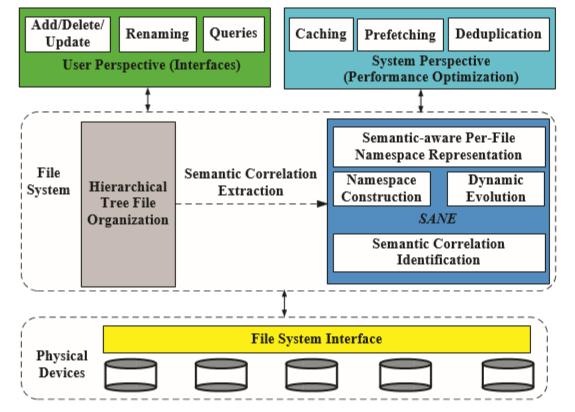 Add/Delete/
Update
Renaming
Queries
User Perspective (Interfaces)
Caching
Prefetching
Deduplication
System Perspective
(Performance Optimization)
File
System
Hierarchical
Tree File
Organization
Semantic Correlation
Extraction
Semantic-aware Per-File
Namespace Representation
Namespace
Construction
Dynamic
Evolution
SANE
Semantic Correlation
Identification
Physical
Devices
File System Interface